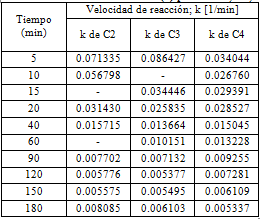 Tiempo (min) Velocidad de reacción; k [1/min]
k de C2 k de C3 k de C4
5 0.071335 0.086427 0.034044
10 0.056798 - 0.026760
15 - 0.034446 0.029391
20 0.031430 0.025835 0.028527
40 0.015715 0.013664 0.015045
60 - 0.010151 0.013228
90 0.007702 0.007132 0.009255
120 0.005776 0.005377 0.007281
150 0.005575 0.005495 0.006109
180 0.008085 0.006103 0.005337